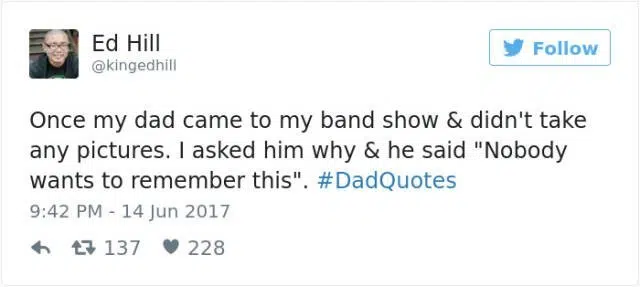 Ed Hill
@kingedhill
Follow
Once my dad came to my band show & didn't take
any pictures. I asked him why & he said "Nobody
wants to remember this". #DadQuotes
9:42 PM - 14 Jun 2017
137 228